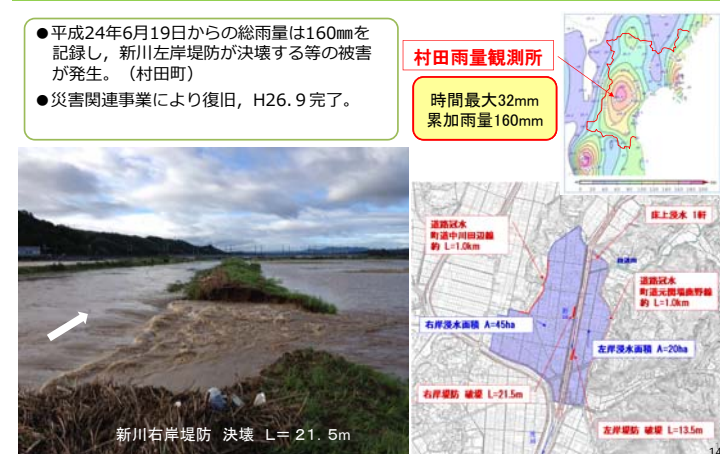 ●平成24年6月19日からの総雨量は160㎜を
記録し，新川左岸堤防が決壊する等の被害
が発生。（村田町）
●災害関連事業により復旧，H26.９完了。
村田雨量観測所
時間最大32mm
累加雨量160mm
床上浸水 1軒
道路冠水
町道中川田辺線
約 L=1.0km
道路冠水
約 L=1.0km
右岸浸水面積 A=45ha
左岸浸水面積 A=20ha
右岸堤防 破堤 L=21.5m
左岸堤防 破堤 L=13.5m
新川右岸堤防 決壊 L＝２１．５ｍ
14